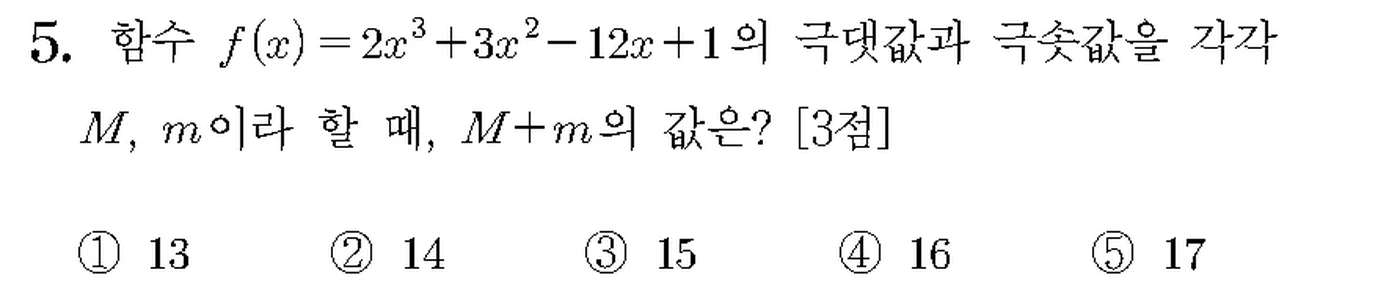 5. 함수 f(x)=2x³+3x²-12x+1의 극댓값과 극솟값을 각각
M, m이라 할 때, M+m의 값은? [3점]
① 13 ② 14 ③ 15 ④ 16 ⑤ 17